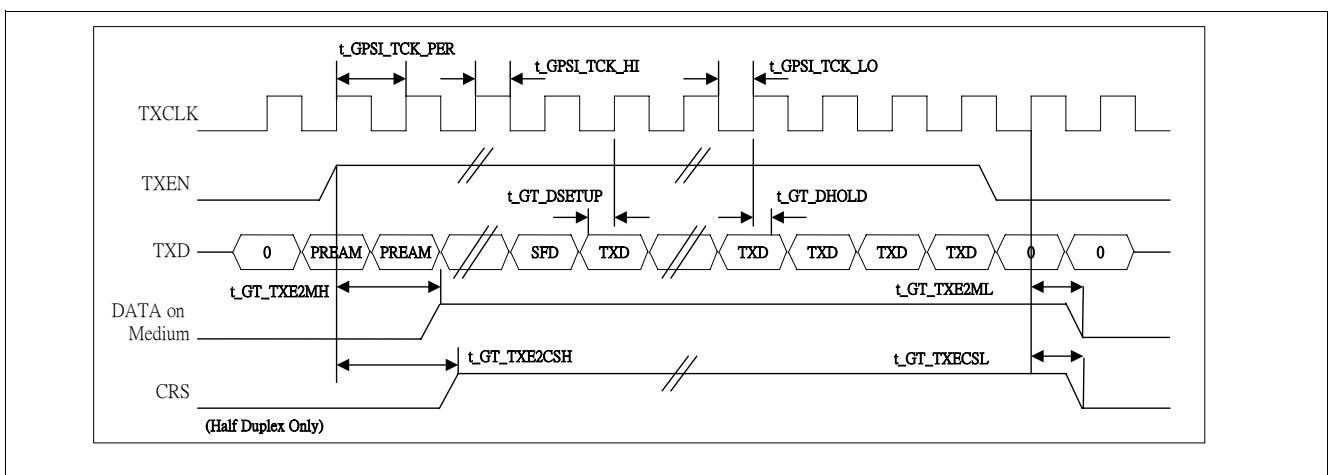 t_GPSI_TCK_PER
t_GPSI_TCK_HI
t_GPSI_TCK_LO
TXCLK
TXEN
t_GT_DSETUP
t_GT_DHOLD
TXD
0
PREAM
PREAM
SFD
TXD
TXD
TXD
TXD
TXD
0
0
t_GT_TXE2MH
t_GT_TXE2ML
DATA on
Medium
t_GT_TXE2CSH
t_GT_TXECSL
CRS
(Half Duplex Only)